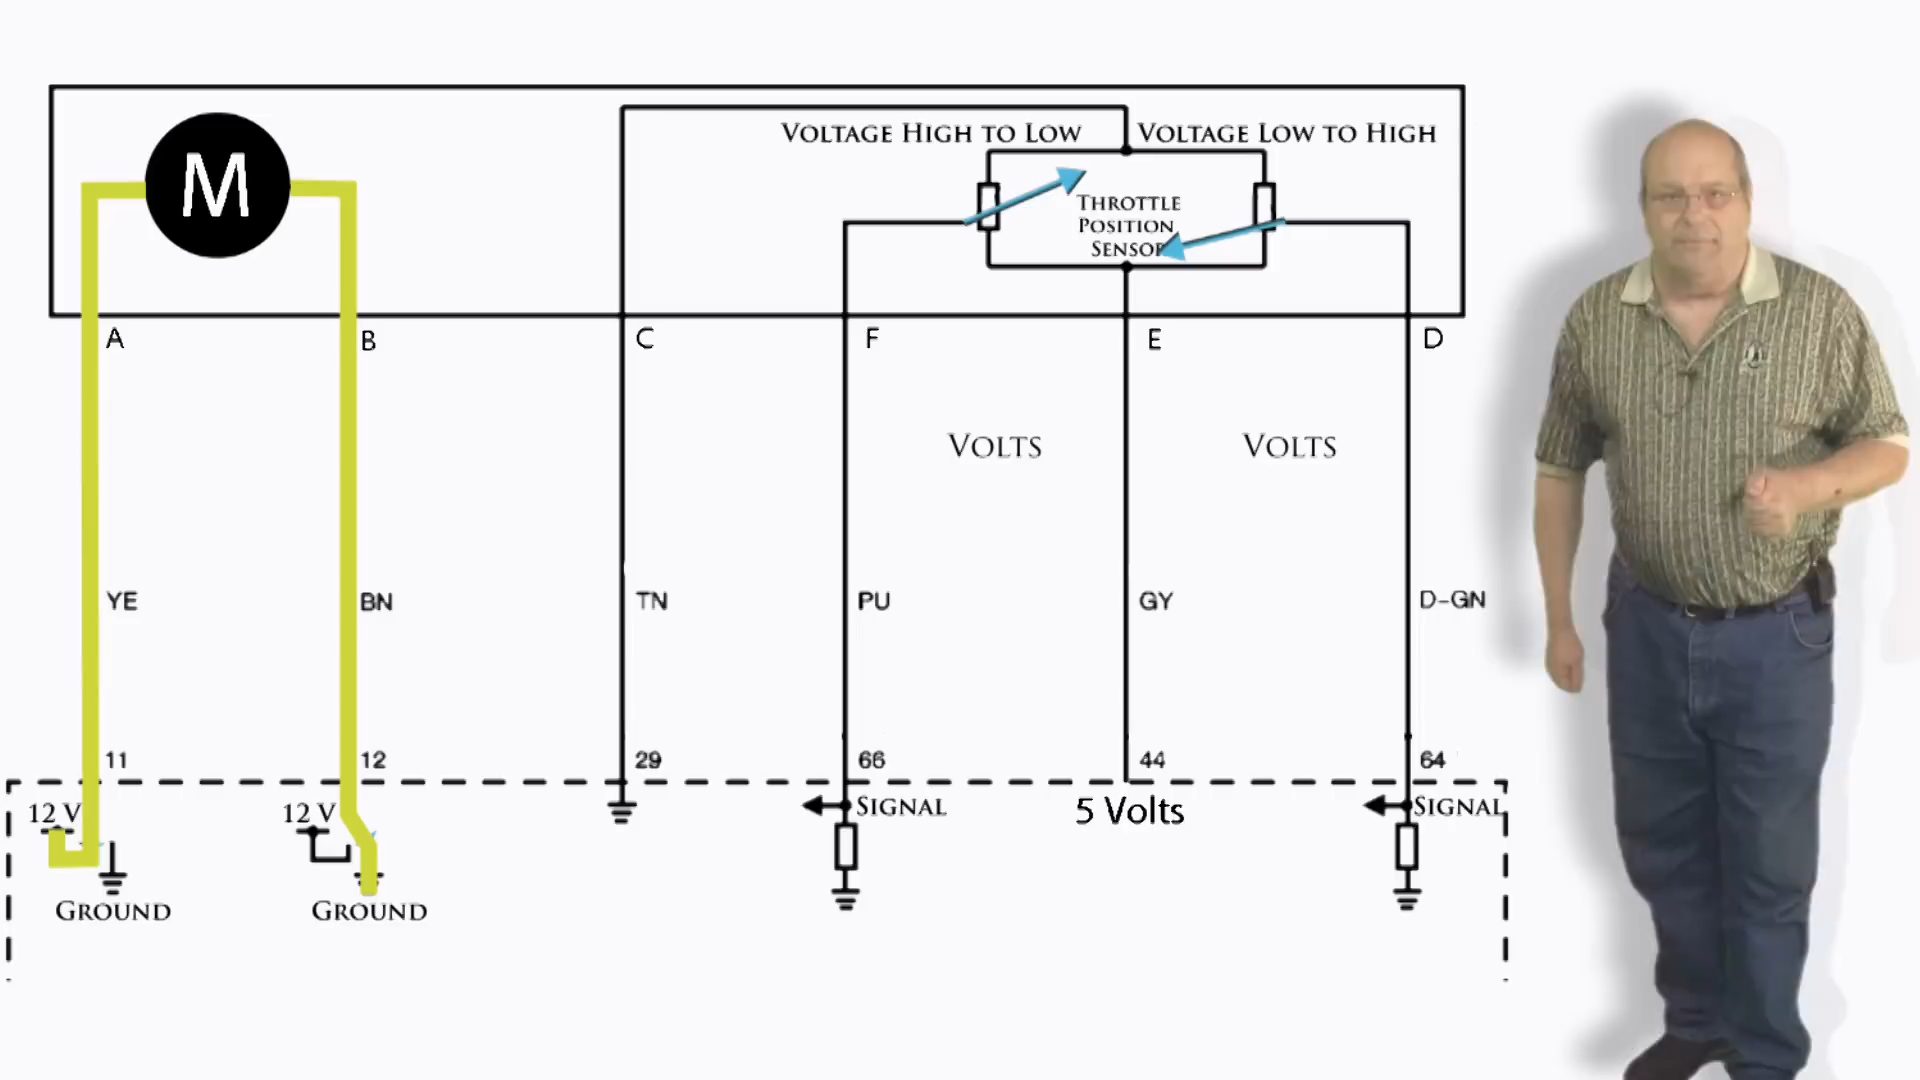 VOLTAGE HIGH TO LOW
VOLTAGE LOW TO HIGH
M
THROTTLE
POSITION
SENSOR
A
B
C
F
E
D
VOLTS
VOLTS
YE
BN
TN
PU
GY
D-GN
11
12
29
66
44
64
12 V
12 V
SIGNAL
5 Volts
SIGNAL
GROUND
GROUND